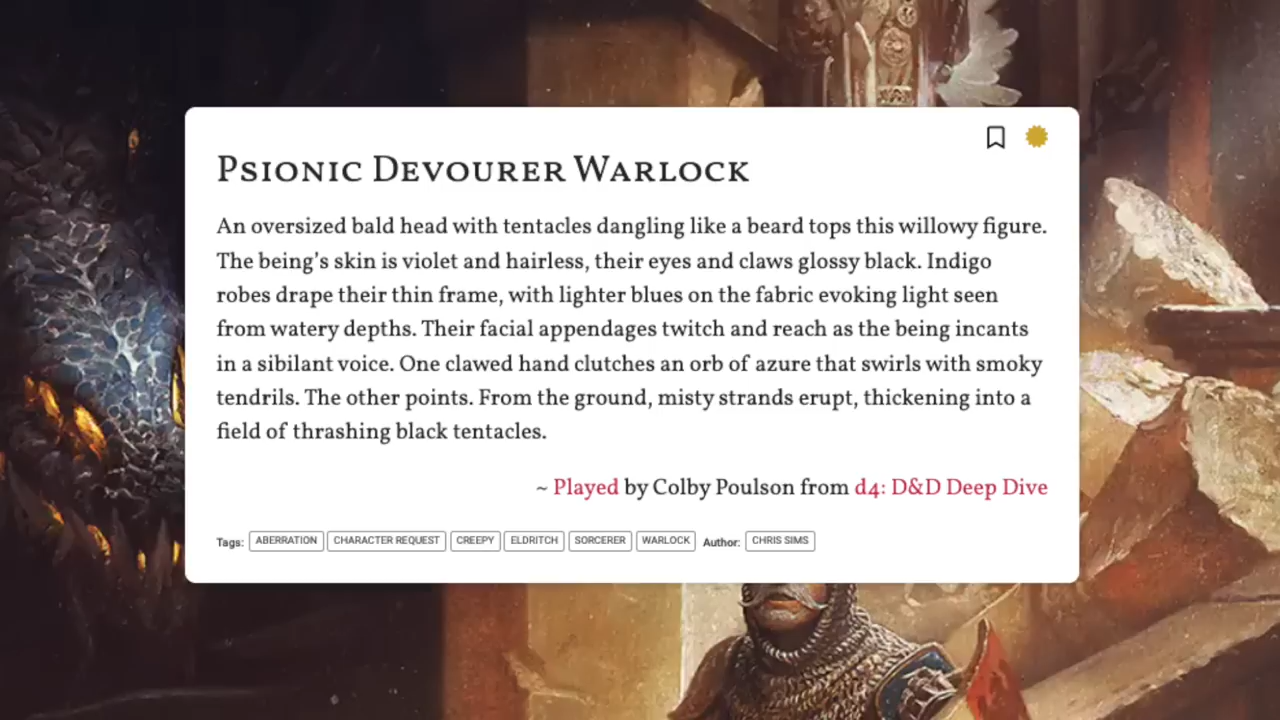 Psionic Devourer Warlock
An oversized bald head with tentacles dangling like a beard tops this willowy figure.
The being’s skin is violet and hairless, their eyes and claws glossy black. Indigo
robes drape their thin frame, with lighter blues on the fabric evoking light seen
from watery depths. Their facial appendages twitch and reach as the being incants
in a sibilant voice. One clawed hand clutches an orb of azure that swirls with smoky
tendrils. The other points. From the ground, misty strands erupt, thickening into a
field of thrashing black tentacles.
~ Played by Colby Poulson from d4: D&D Deep Dive
Tags: ABERRATION CHARACTER REQUEST CREEPY ELDRITCH SORCERER WARLOCK Author: CHRIS SIMS